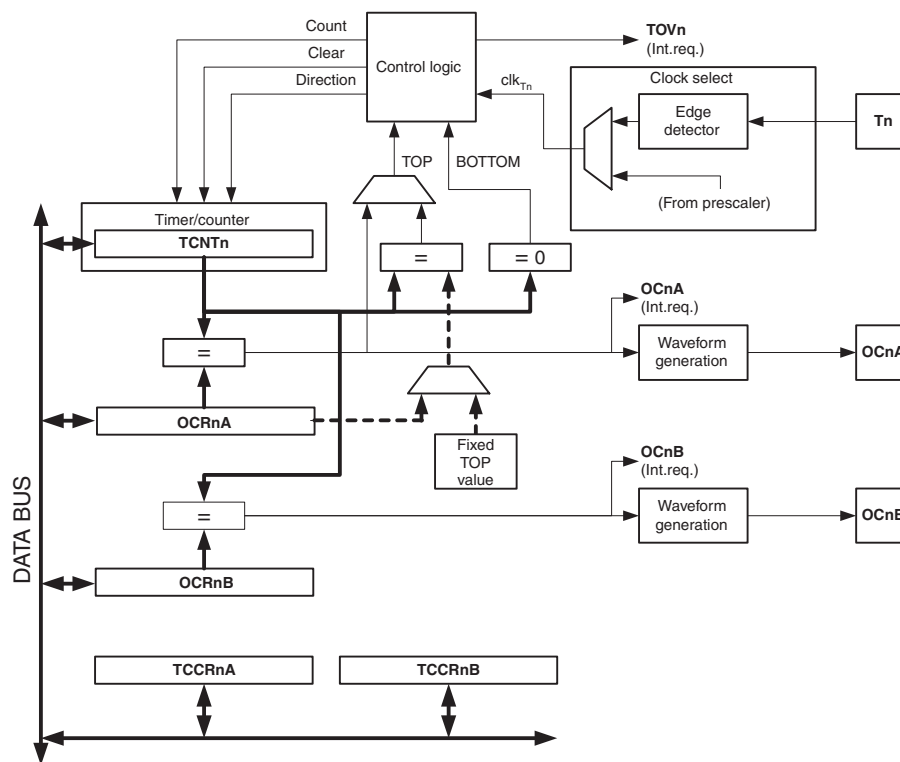 Count
Clear
Direction
Control logic
TOVn
(Int.req.)
clkTn
Clock select
Edge
detector
Tn
(From prescaler)
TOP
BOTTOM
Timer/counter
TCNTn
=
= 0
=
OCnA
(Int.req.)
Waveform
generation
OCnA
OCRnA
Fixed
TOP
value
OCnB
(Int.req.)
=
Waveform
generation
OCnB
DATA BUS
OCRnB
TCCRnA
TCCRnB